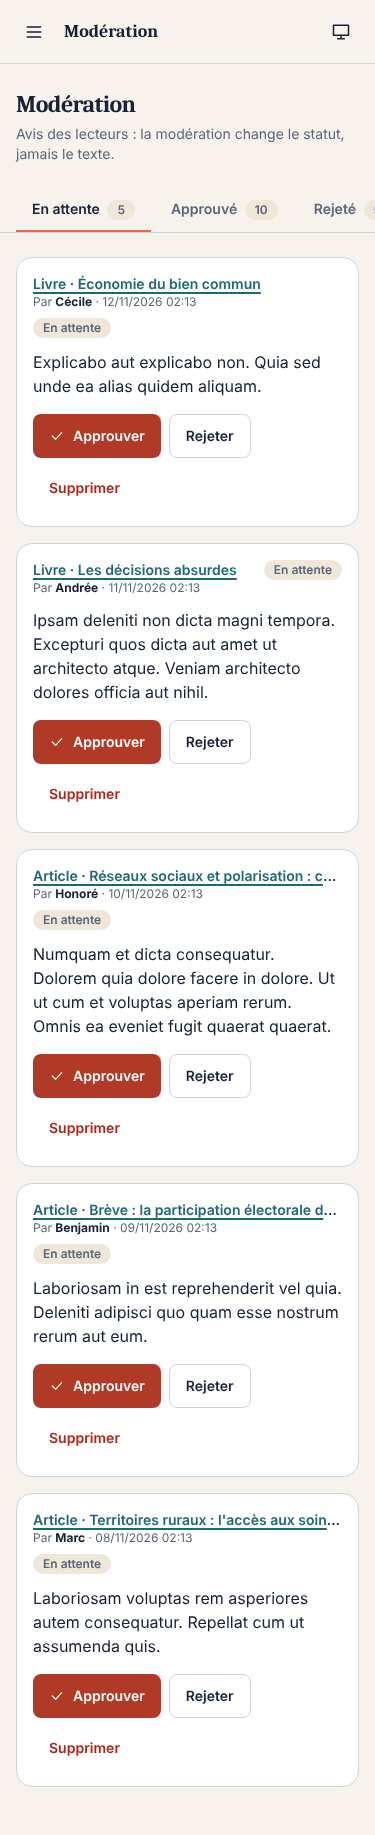 Modération
Modération
Avis des lecteurs : la modération change le statut,
jamais le texte.
En attente 5 Approuvé 10 Rejeté
Livre · Économie du bien commun
Par Cécile · 12/11/2026 02:13
En attente
Explicabo aut explicabo non. Quia sed
unde ea alias quidem aliquam.
Approuver Rejeter
Supprimer
Livre · Les décisions absurdes En attente
Par Andrée · 11/11/2026 02:13
Ipsam deleniti non dicta magni tempora.
Excepturi quos dicta aut amet ut
architecto atque. Veniam architecto
dolores officia aut nihil.
Approuver Rejeter
Supprimer
Article · Réseaux sociaux et polarisation : c…
Par Honoré · 10/11/2026 02:13
En attente
Numquam et dicta consequatur.
Dolorem quia dolore facere in dolore. Ut
ut cum et voluptas aperiam rerum.
Omnis ea eveniet fugit quaerat quaerat.
Approuver Rejeter
Supprimer
Article · Brève : la participation électorale d…
Par Benjamin · 09/11/2026 02:13
En attente
Laboriosam in est reprehenderit vel quia.
Deleniti adipisci quo quam esse nostrum
rerum aut eum.
Approuver Rejeter
Supprimer
Article · Territoires ruraux : l'accès aux soin…
Par Marc · 08/11/2026 02:13
En attente
Laboriosam voluptas rem asperiores
autem consequatur. Repellat cum ut
assumenda quis.
Approuver Rejeter
Supprimer